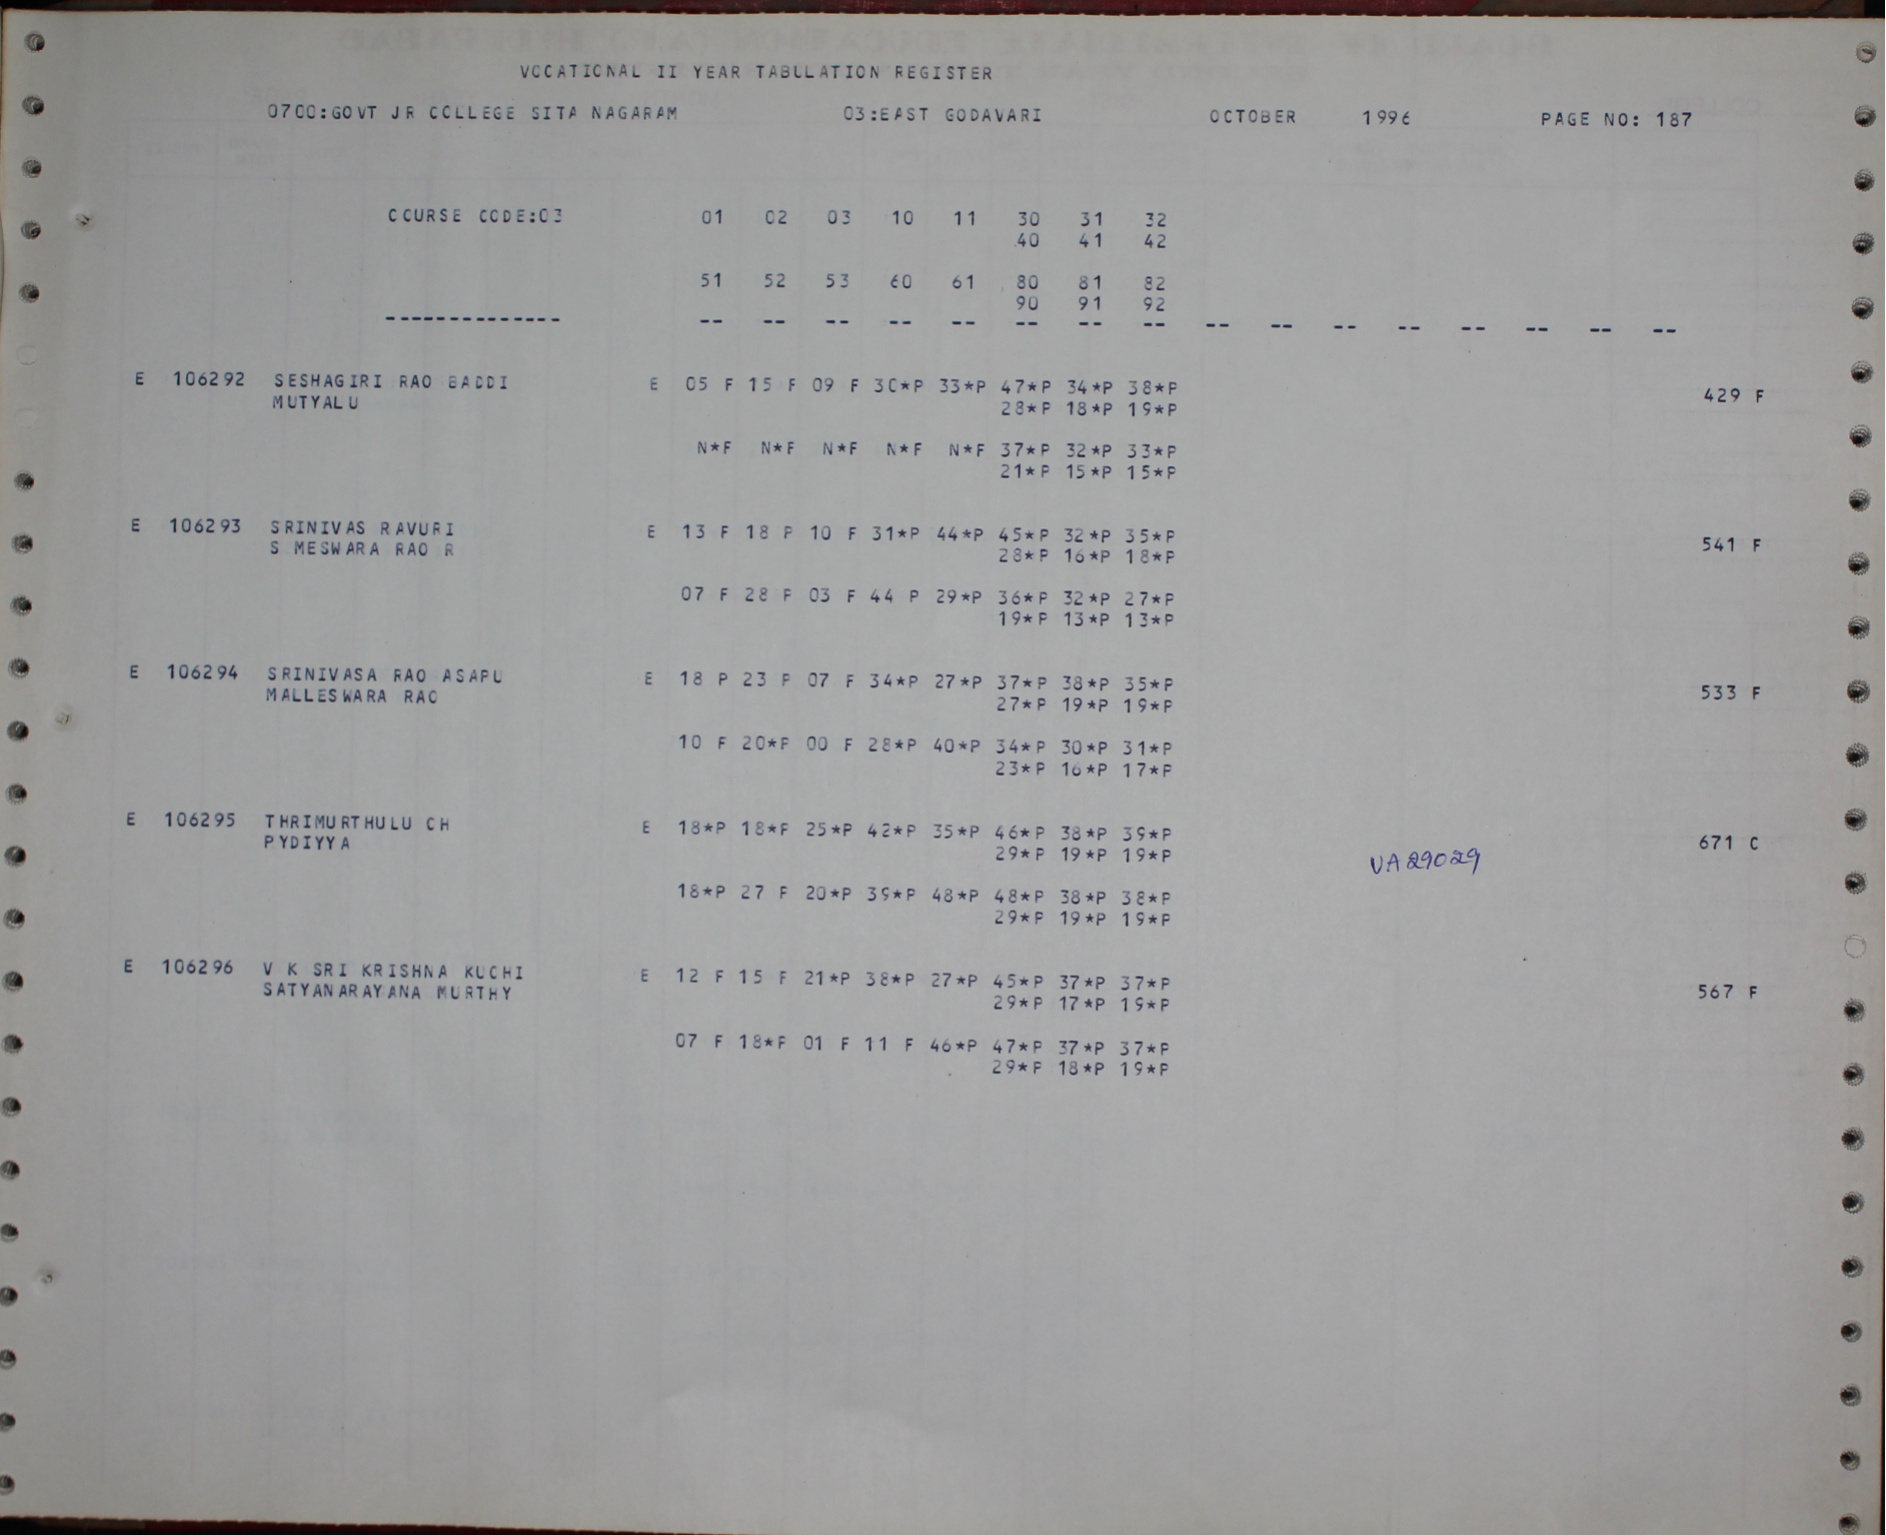 VOCATIONAL II YEAR TABULATION REGISTER
0700:GOVT JR COLLEGE SITA NAGARAM 03:EAST GODAVARI OCTOBER 1996 PAGE NO: 187
COURSE CODE:03 01 02 03 10 11 30 31 32
40 41 42
51 52 53 60 61 80 81 82
90 91 92
-------------- -- -- -- -- -- -- -- -- -- -- -- -- -- -- -- --
E 106292 SESHAGIRI RAO BADDI E 05 F 15 F 09 F 30*P 33*P 47*P 34*P 38*P 429 F
MUTYALU 28*P 18*P 19*P
N*F N*F N*F N*F N*F 37*P 32*P 33*P
21*P 15*P 15*P
E 106293 SRINIVAS RAVURI E 13 F 18 P 10 F 31*P 44*P 45*P 32*P 35*P 541 F
S MESWARA RAO R 28*P 16*P 18*P
07 F 28 P 03 F 44 P 29*P 36*P 32*P 27*P
19*P 13*P 13*P
E 106294 SRINIVASA RAO ASAPU E 18 P 23 P 07 F 34*P 27*P 37*P 38*P 35*P 533 F
MALLESWARA RAO 27*P 19*P 19*P
10 F 20*P 00 F 28*P 40*P 34*P 30*P 31*P
23*P 16*P 17*P
E 106295 THRIMURTHULU CH E 18*P 18*P 25*P 42*P 35*P 46*P 38*P 39*P 671 C
PYDIYYA 29*P 19*P 19*P VA29029
18*P 27 P 20*P 39*P 48*P 48*P 38*P 38*P
29*P 19*P 19*P
E 106296 V K SRI KRISHNA KUCHI E 12 F 15 F 21*P 38*P 27*P 45*P 37*P 37*P 567 F
SATYANARAYANA MURTHY 29*P 17*P 19*P
07 F 18*P 01 F 11 F 46*P 47*P 37*P 37*P
29*P 18*P 19*P